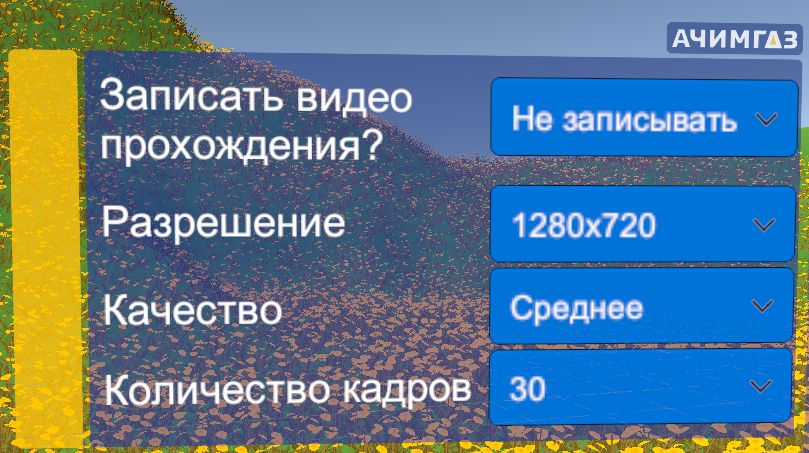 АЧИМГАЗ
Записать видео
прохождения?
Не записывать
Разрешение
1280x720
Качество
Среднее
Количество кадров
30